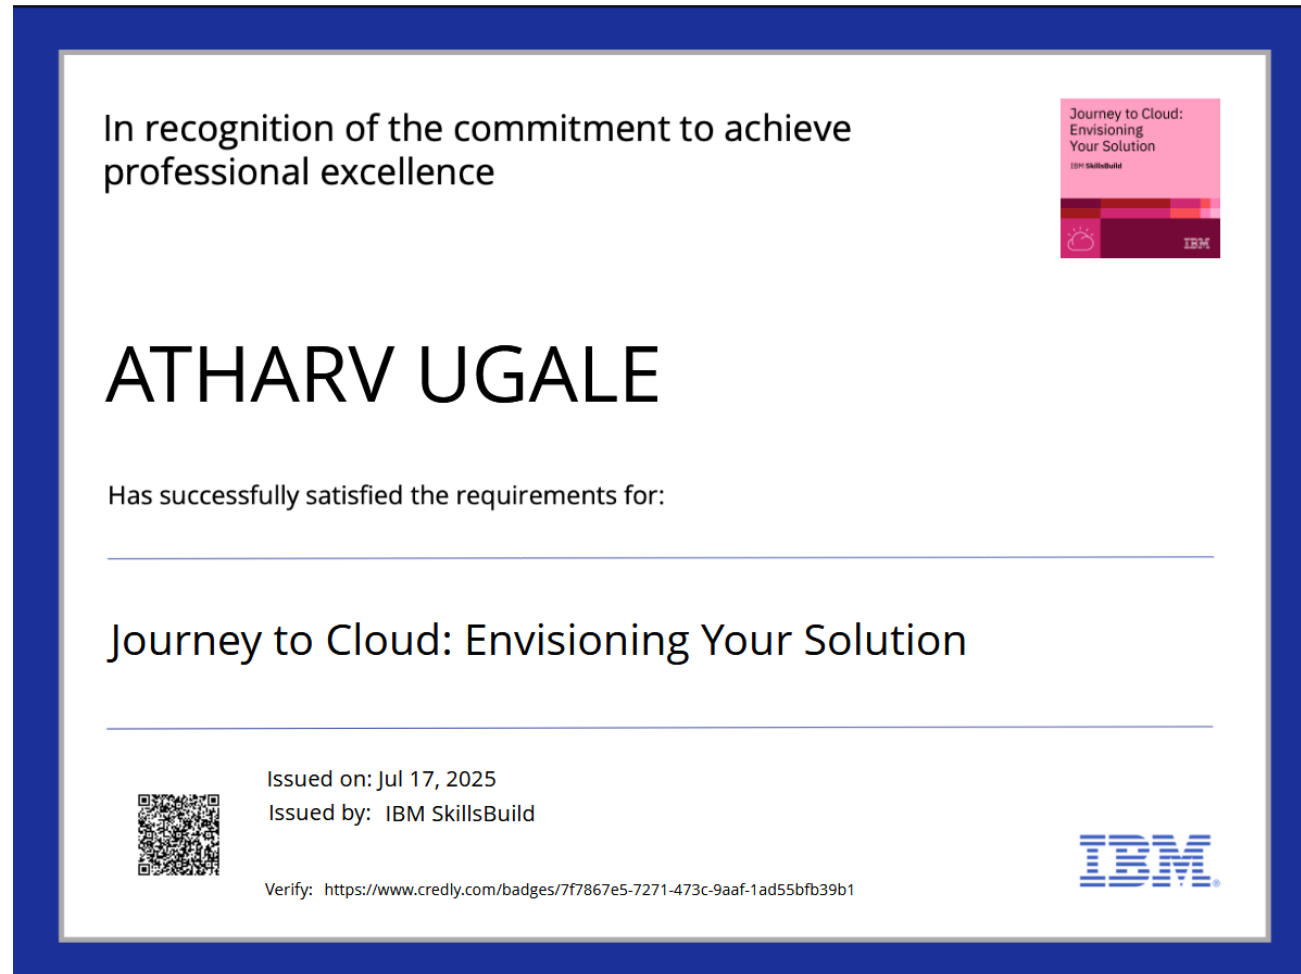 In recognition of the commitment to achieve
professional excellence
Journey to Cloud:
Envisioning
Your Solution
IBM SkillsBuild
IBM
ATHARV UGALE
Has successfully satisfied the requirements for:
Journey to Cloud: Envisioning Your Solution
Issued on: Jul 17, 2025
Issued by: IBM SkillsBuild
Verify: https://www.credly.com/badges/7f7867e5-7271-473c-9aaf-1ad55bfb39b1
IBM®